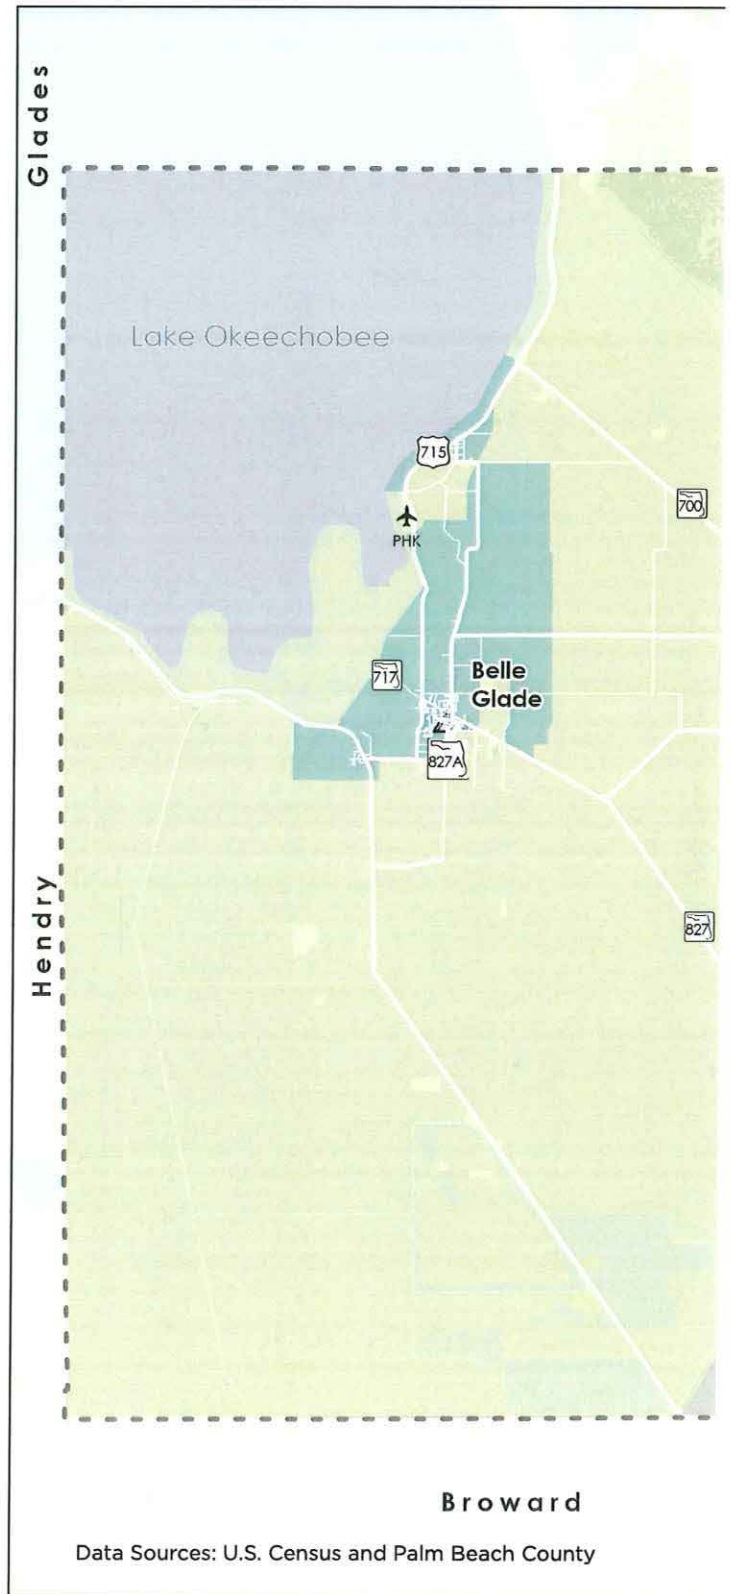 Glades
Lake Okeechobee
715
700
PHK
717
Belle
Glade
827A
Hendry
827
Broward
Data Sources: U.S. Census and Palm Beach County